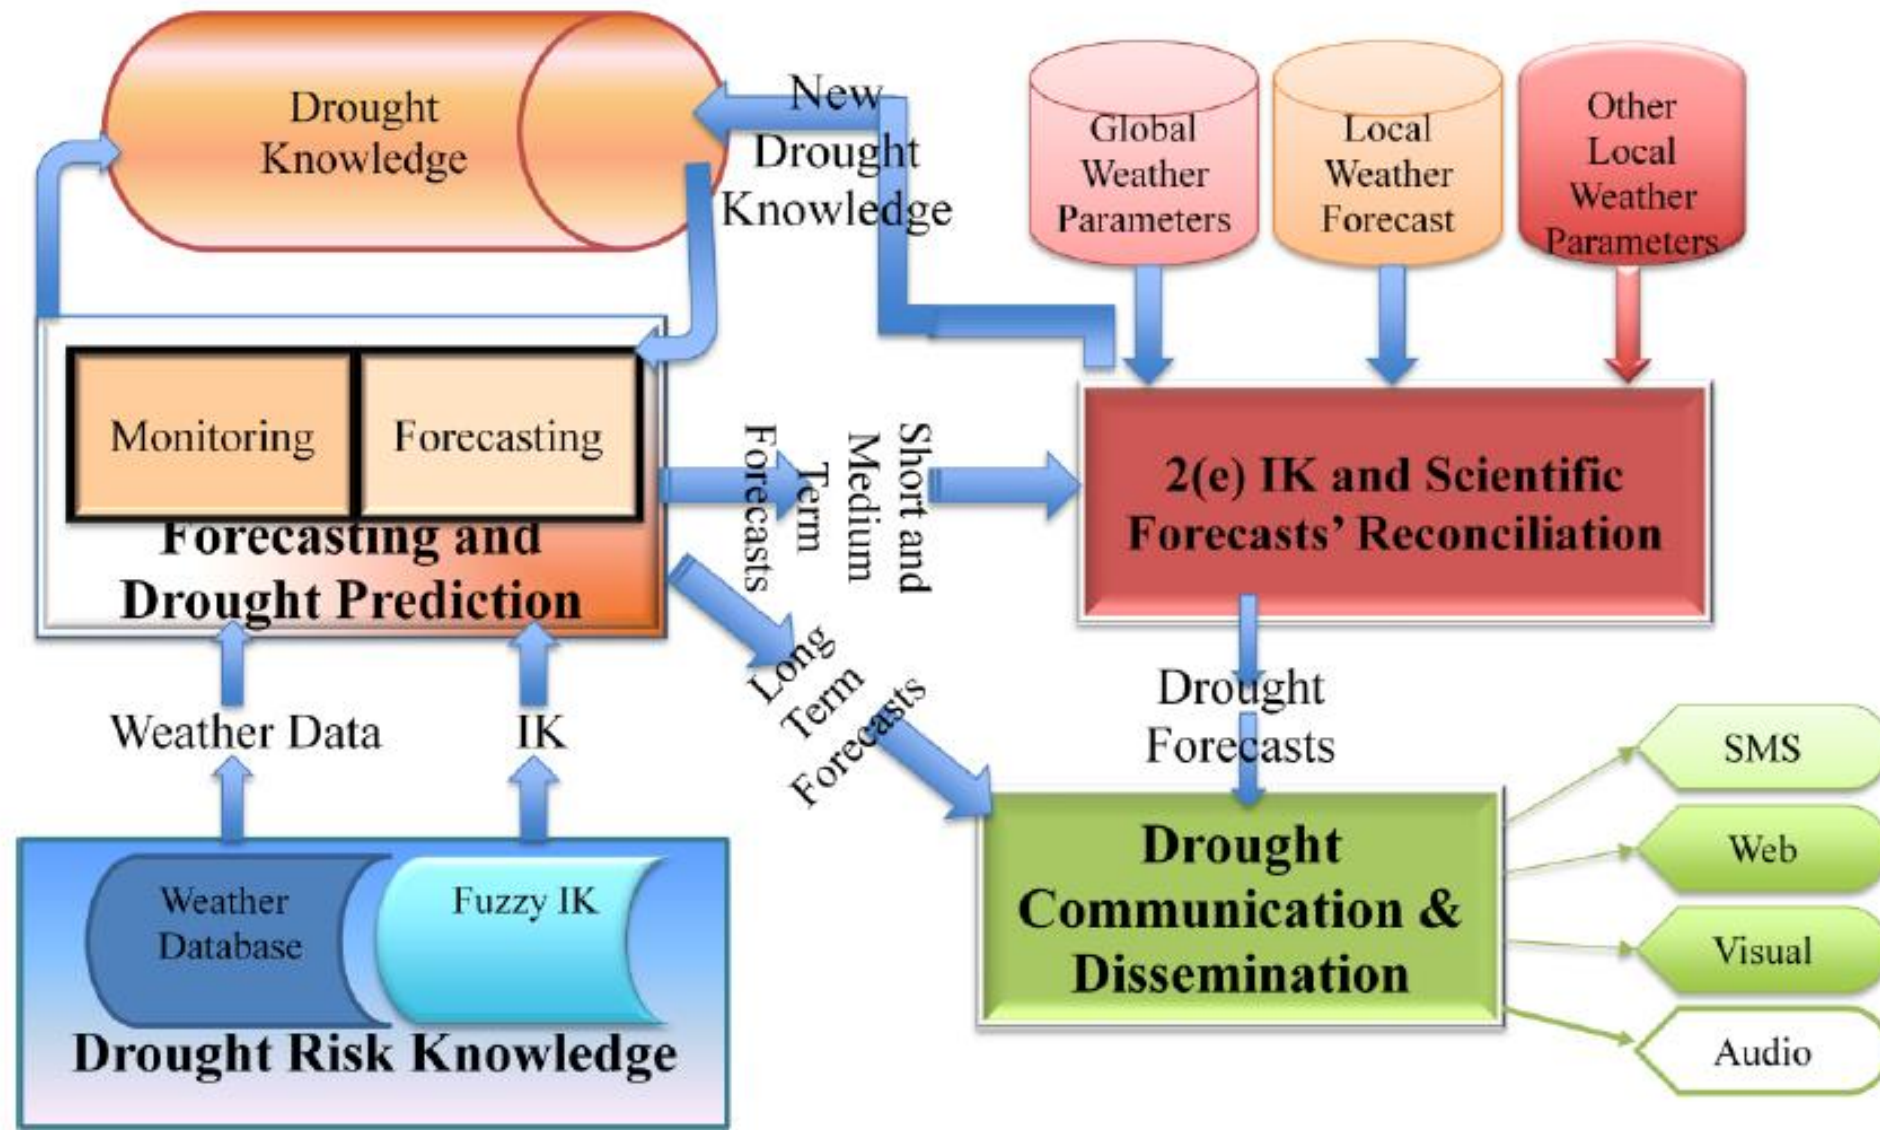 Drought
Knowledge
New
Drought
Knowledge
Global
Weather
Parameters
Local
Weather
Forecast
Other
Local
Weather
Parameters
Monitoring
Forecasting
Forecasting and
Drought Prediction
Short and
Medium
Term
Forecasts
2(e) IK and Scientific
Forecasts’ Reconciliation
Long
Term
Forecasts
Drought
Forecasts
Weather Data
IK
Weather
Database
Fuzzy IK
Drought Risk Knowledge
Drought
Communication &
Dissemination
SMS
Web
Visual
Audio